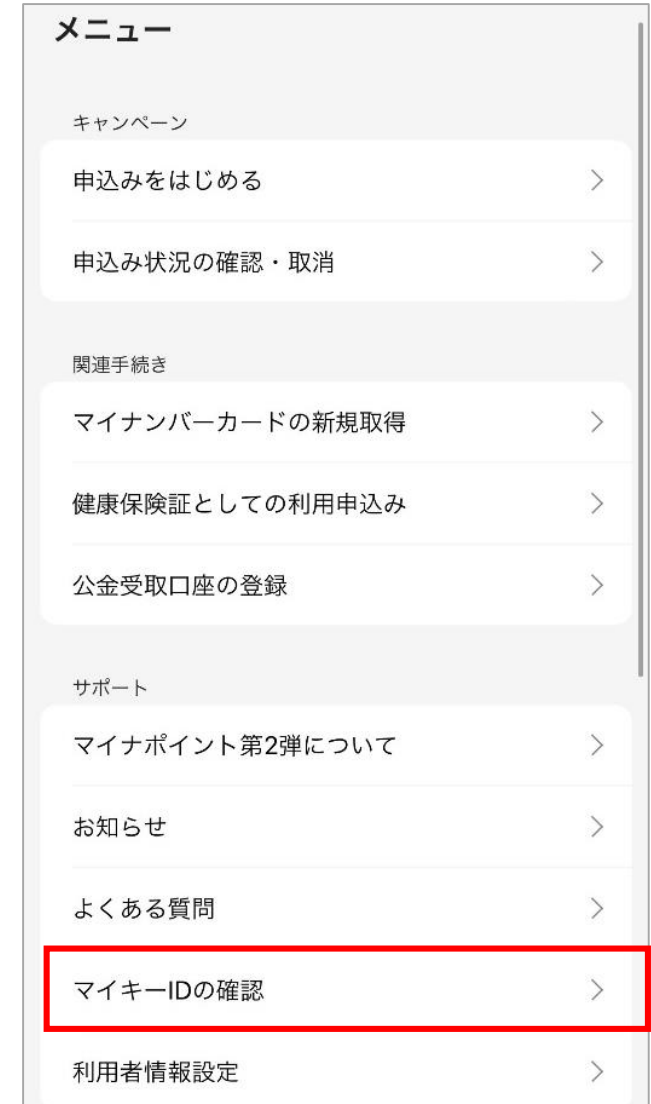 メニュー
キャンペーン
申込みをはじめる
申込み状況の確認・取消
関連手続き
マイナンバーカードの新規取得
健康保険証としての利用申込み
公金受取口座の登録
サポート
マイナポイント第2弾について
お知らせ
よくある質問
マイキーIDの確認
利用者情報設定